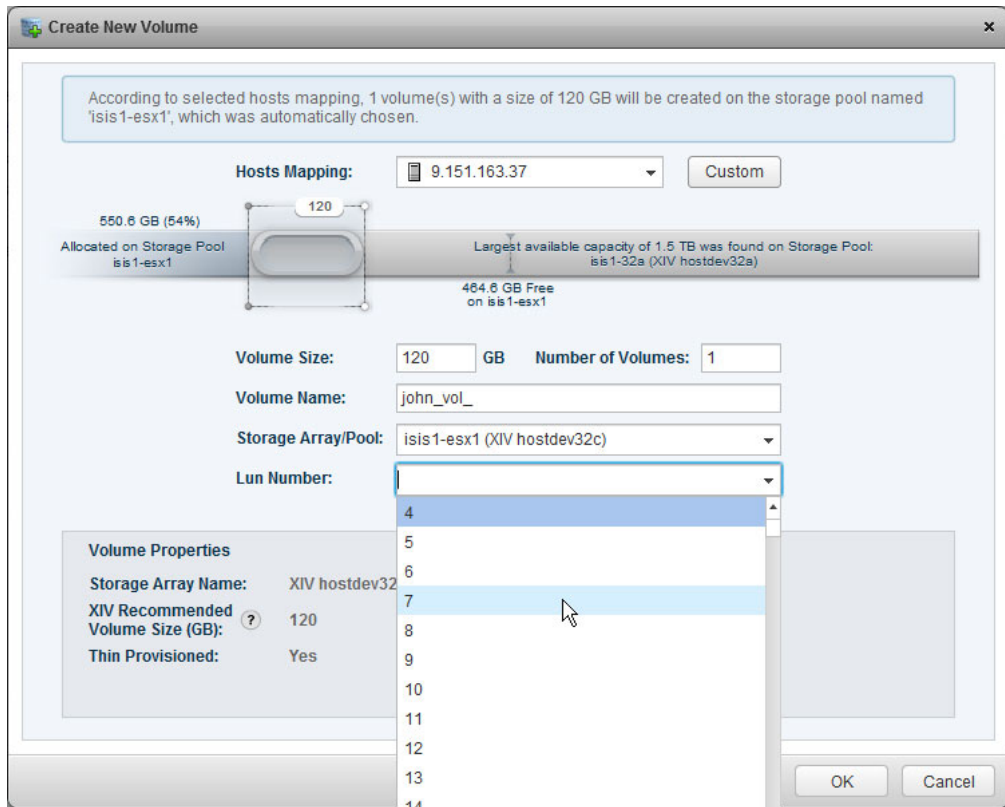 Create New Volume
According to selected hosts mapping, 1 volume(s) with a size of 120 GB will be created on the storage pool named
'isis1-esx1', which was automatically chosen.
Hosts Mapping:
9.151.163.37
Custom
120
550.6 GB (54%)
Allocated on Storage Pool
isis1-esx1
Largest available capacity of 1.5 TB was found on Storage Pool:
isis1-32a (XIV hostdev32a)
464.6 GB Free
on isis1-esx1
Volume Size:
120
GB
Number of Volumes:
1
Volume Name:
john_vol_
Storage Array/Pool:
isis1-esx1 (XIV hostdev32c)
Lun Number:
4
5
6
7
8
9
10
11
12
13
14
Volume Properties
Storage Array Name:
XIV hostdev32
XIV Recommended
Volume Size (GB):
?
120
Thin Provisioned:
Yes
OK
Cancel